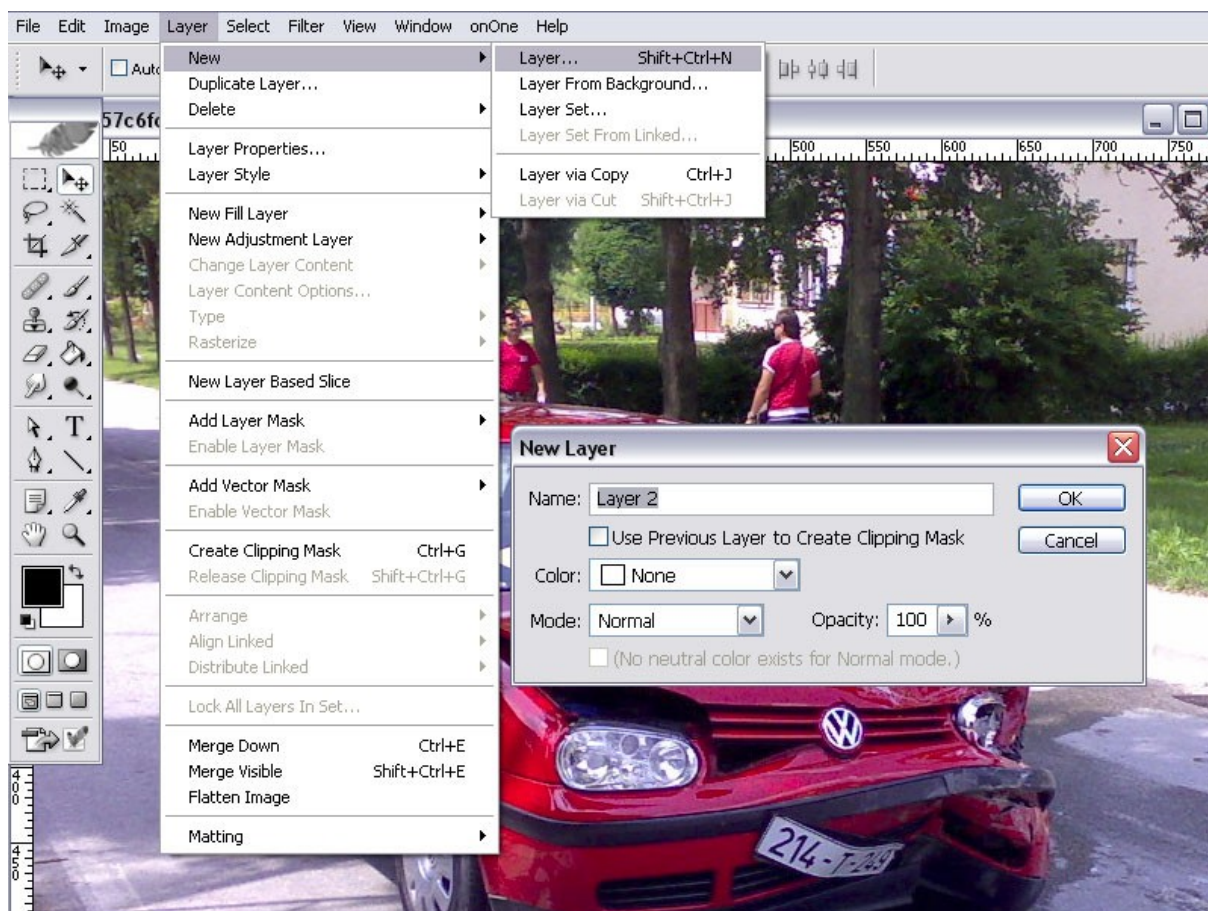 File Edit Image Layer Select Filter View Window onOne Help
57c6f
50 500 550 600 650 700 750
New
Duplicate Layer...
Delete
Layer Properties...
Layer Style
New Fill Layer
New Adjustment Layer
Change Layer Content
Layer Content Options...
Type
Rasterize
New Layer Based Slice
Add Layer Mask
Enable Layer Mask
Add Vector Mask
Enable Vector Mask
Create Clipping Mask Ctrl+G
Release Clipping Mask Shift+Ctrl+G
Arrange
Align Linked
Distribute Linked
Lock All Layers In Set...
Merge Down Ctrl+E
Merge Visible Shift+Ctrl+E
Flatten Image
Matting
Layer... Shift+Ctrl+N
Layer From Background...
Layer Set...
Layer Set From Linked...
Layer via Copy Ctrl+J
Layer via Cut Shift+Ctrl+J
New Layer
Name: Layer 2
OK
Use Previous Layer to Create Clipping Mask
Cancel
Color: None
Mode: Normal Opacity: 100 %
(No neutral color exists for Normal mode.)
400
450
214-T-249